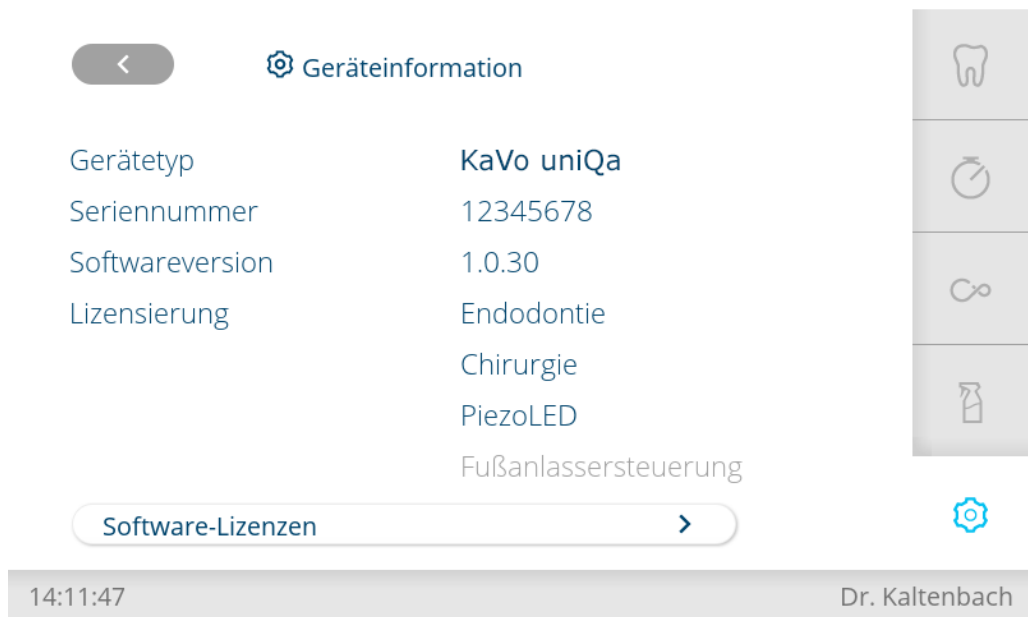 Geräteinformation
Gerätetyp KaVo uniQa
Seriennummer 12345678
Softwareversion 1.0.30
Lizensierung Endodontie
Chirurgie
PiezoLED
Fußanlassersteuerung
Software-Lizenzen
14:11:47 Dr. Kaltenbach